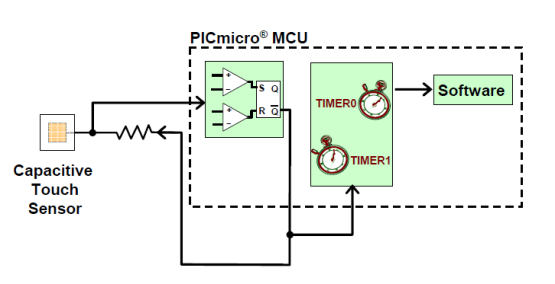 PICmicro® MCU
+
−
S Q
+
−
R Q̅
TIMER0
TIMER1
Software
Capacitive
Touch
Sensor